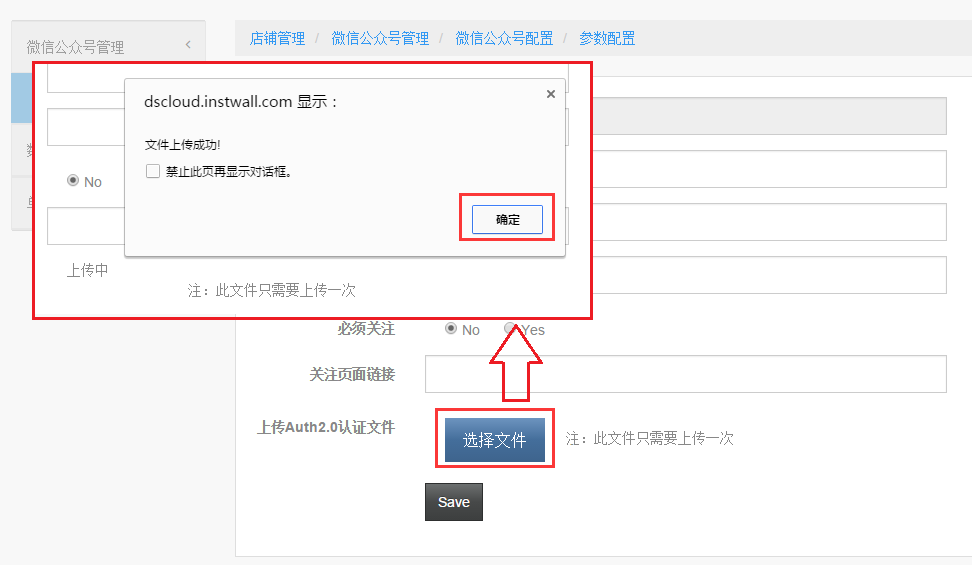 微信公众号管理
店铺管理 / 微信公众号管理 / 微信公众号配置 / 参数配置
dscloud.instwall.com 显示：
文件上传成功!
禁止此页再显示对话框。
No
确定
上传中
注：此文件只需要上传一次
必须关注
No
Yes
关注页面链接
上传Auth2.0认证文件
选择文件
注：此文件只需要上传一次
Save